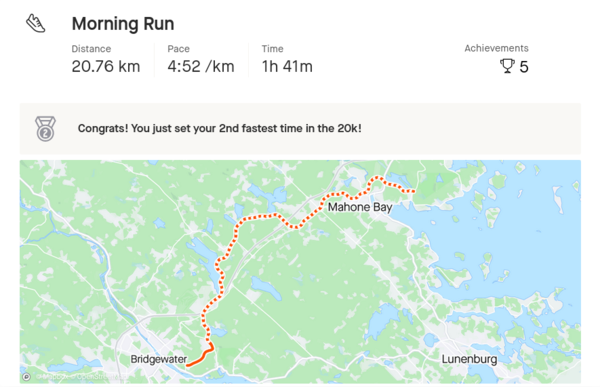 Morning Run
Distance Pace Time Achievements
20.76 km 4:52 /km 1h 41m 5
2
Congrats! You just set your 2nd fastest time in the 20k!
Mahone Bay
Bridgewater
Lunenburg